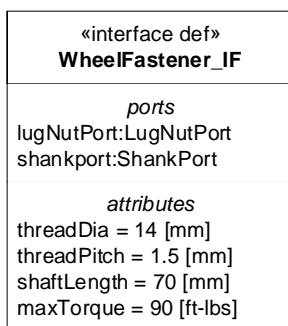 «interface def»
WheelFastener_IF
ports
lugNutPort:LugNutPort
shankport:ShankPort
attributes
threadDia = 14 [mm]
threadPitch = 1.5 [mm]
shaftLength = 70 [mm]
maxTorque = 90 [ft-lbs]